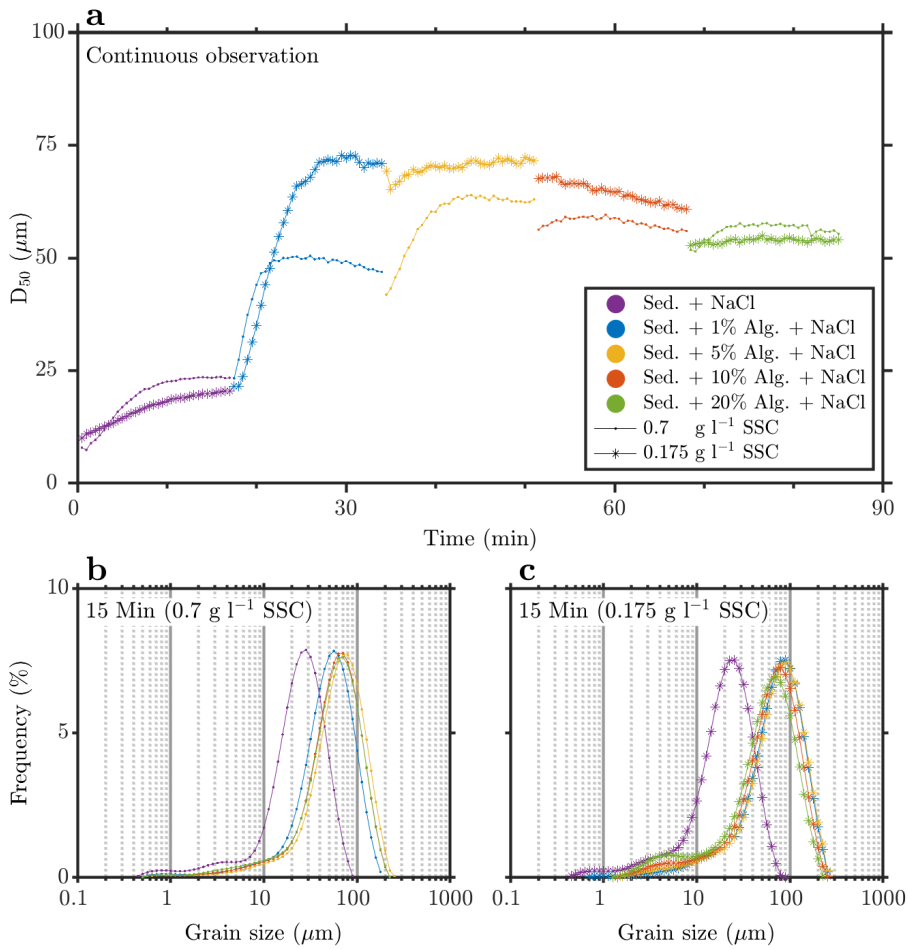 a
100
Continuous observation
75
D50 (μm)
50
25
0
Sed. + NaCl
Sed. + 1% Alg. + NaCl
Sed. + 5% Alg. + NaCl
Sed. + 10% Alg. + NaCl
Sed. + 20% Alg. + NaCl
0.7 g l⁻¹ SSC
0.175 g l⁻¹ SSC
0 30 60 90
Time (min)
b
10
15 Min (0.7 g l⁻¹ SSC)
Frequency (%)
5
0
0.1 1 10 100 1000
Grain size (μm)
c
10
15 Min (0.175 g l⁻¹ SSC)
5
0
0.1 1 10 100 1000
Grain size (μm)